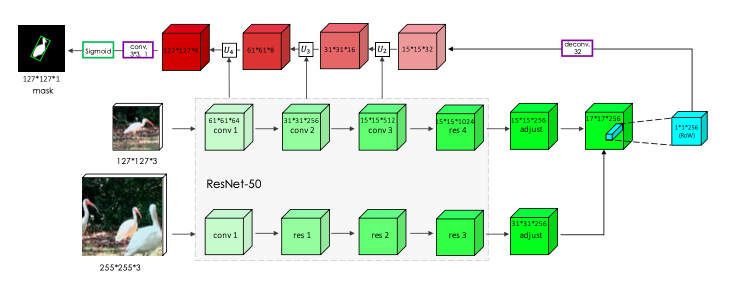 Sigmoid
conv,
3*3, 1
127*127*4
U4
61*61*8
U3
31*31*16
U2
15*15*32
deconv,
32
127*127*1
mask
61*61*64
conv 1
31*31*256
conv 2
15*15*512
conv 3
15*15*1024
res 4
15*15*256
adjust
17*17*256
1*1*256
(RoW)
127*127*3
ResNet-50
conv 1
res 1
res 2
res 3
31*31*256
adjust
255*255*3